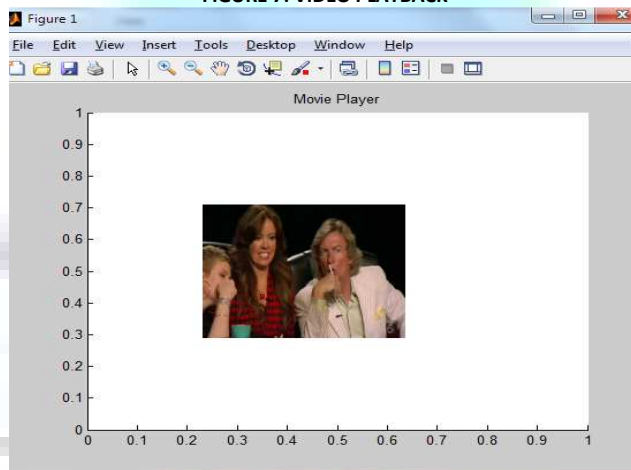 FIGURE 7: VIDEO PLAYBACK
Figure 1
File Edit View Insert Tools Desktop Window Help
Movie Player
1
0.9
0.8
0.7
0.6
0.5
0.4
0.3
0.2
0.1
0
0 0.1 0.2 0.3 0.4 0.5 0.6 0.7 0.8 0.9 1